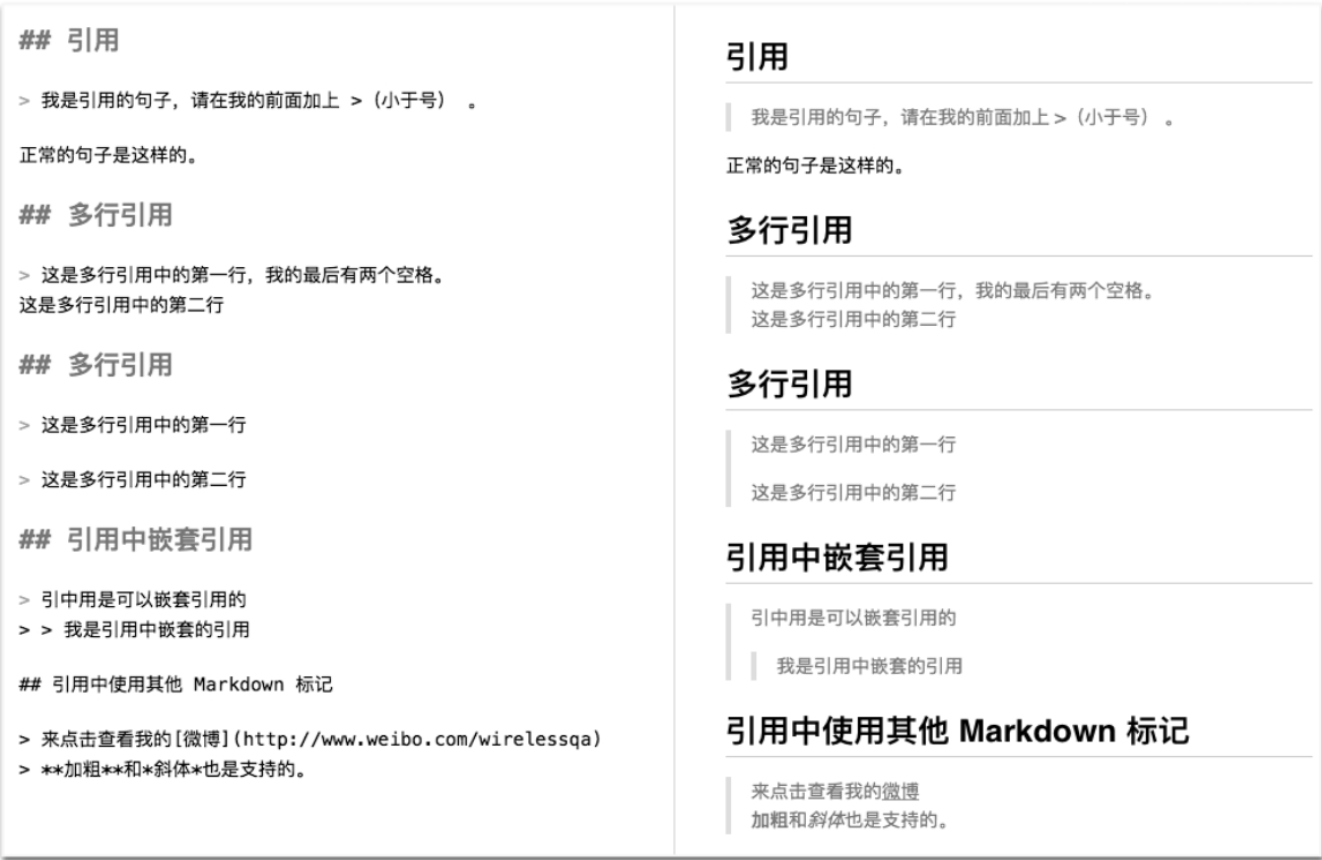 ## 引用
> 我是引用的句子，请在我的前面加上 >（小于号） 。
正常的句子是这样的。
## 多行引用
> 这是多行引用中的第一行，我的最后有两个空格。
这是多行引用中的第二行
## 多行引用
> 这是多行引用中的第一行
> 这是多行引用中的第二行
## 引用中嵌套引用
> 引中用是可以嵌套引用的
> > 我是引用中嵌套的引用
## 引用中使用其他 Markdown 标记
> 来点击查看我的[微博](http://www.weibo.com/wirelessqa)
> **加粗**和*斜体*也是支持的。
引用
我是引用的句子，请在我的前面加上 >（小于号） 。
正常的句子是这样的。
多行引用
这是多行引用中的第一行，我的最后有两个空格。
这是多行引用中的第二行
多行引用
这是多行引用中的第一行
这是多行引用中的第二行
引用中嵌套引用
引中用是可以嵌套引用的
我是引用中嵌套的引用
引用中使用其他 Markdown 标记
来点击查看我的微博
加粗和斜体也是支持的。